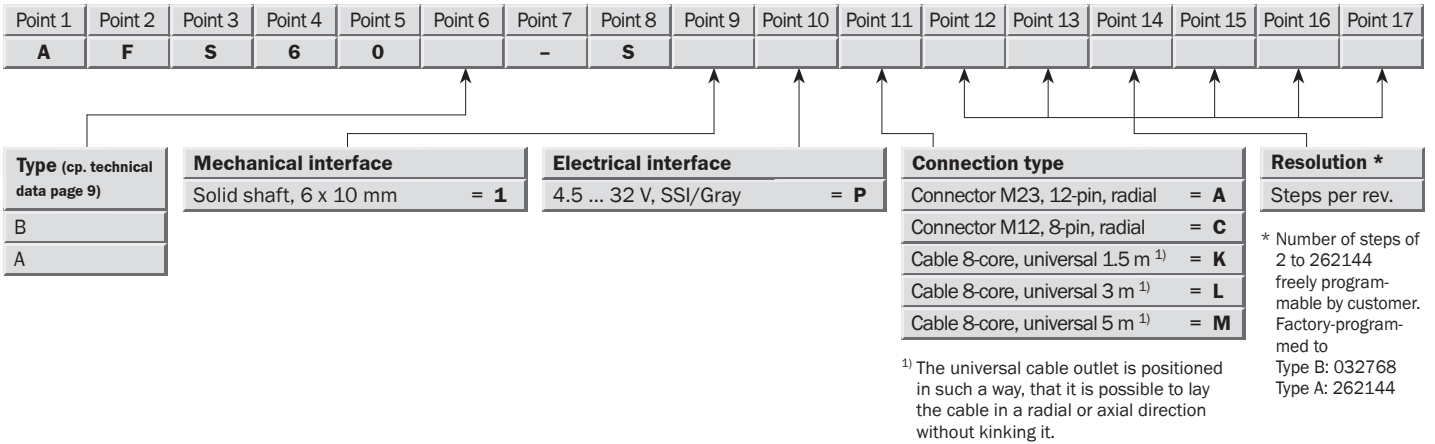 Point 1 Point 2 Point 3 Point 4 Point 5 Point 6 Point 7 Point 8 Point 9 Point 10 Point 11 Point 12 Point 13 Point 14 Point 15 Point 16 Point 17
A F S 6 0 – S
Type (cp. technical
data page 9)
B
A
Mechanical interface
Solid shaft, 6 x 10 mm = 1
Electrical interface
4.5 ... 32 V, SSI/Gray = P
Connection type
Connector M23, 12-pin, radial = A
Connector M12, 8-pin, radial = C
Cable 8-core, universal 1.5 m 1) = K
Cable 8-core, universal 3 m 1) = L
Cable 8-core, universal 5 m 1) = M
1) The universal cable outlet is positioned
in such a way, that it is possible to lay
the cable in a radial or axial direction
without kinking it.
Resolution *
Steps per rev.
* Number of steps of
2 to 262144
freely program-
mable by customer.
Factory-program-
med to
Type B: 032768
Type A: 262144